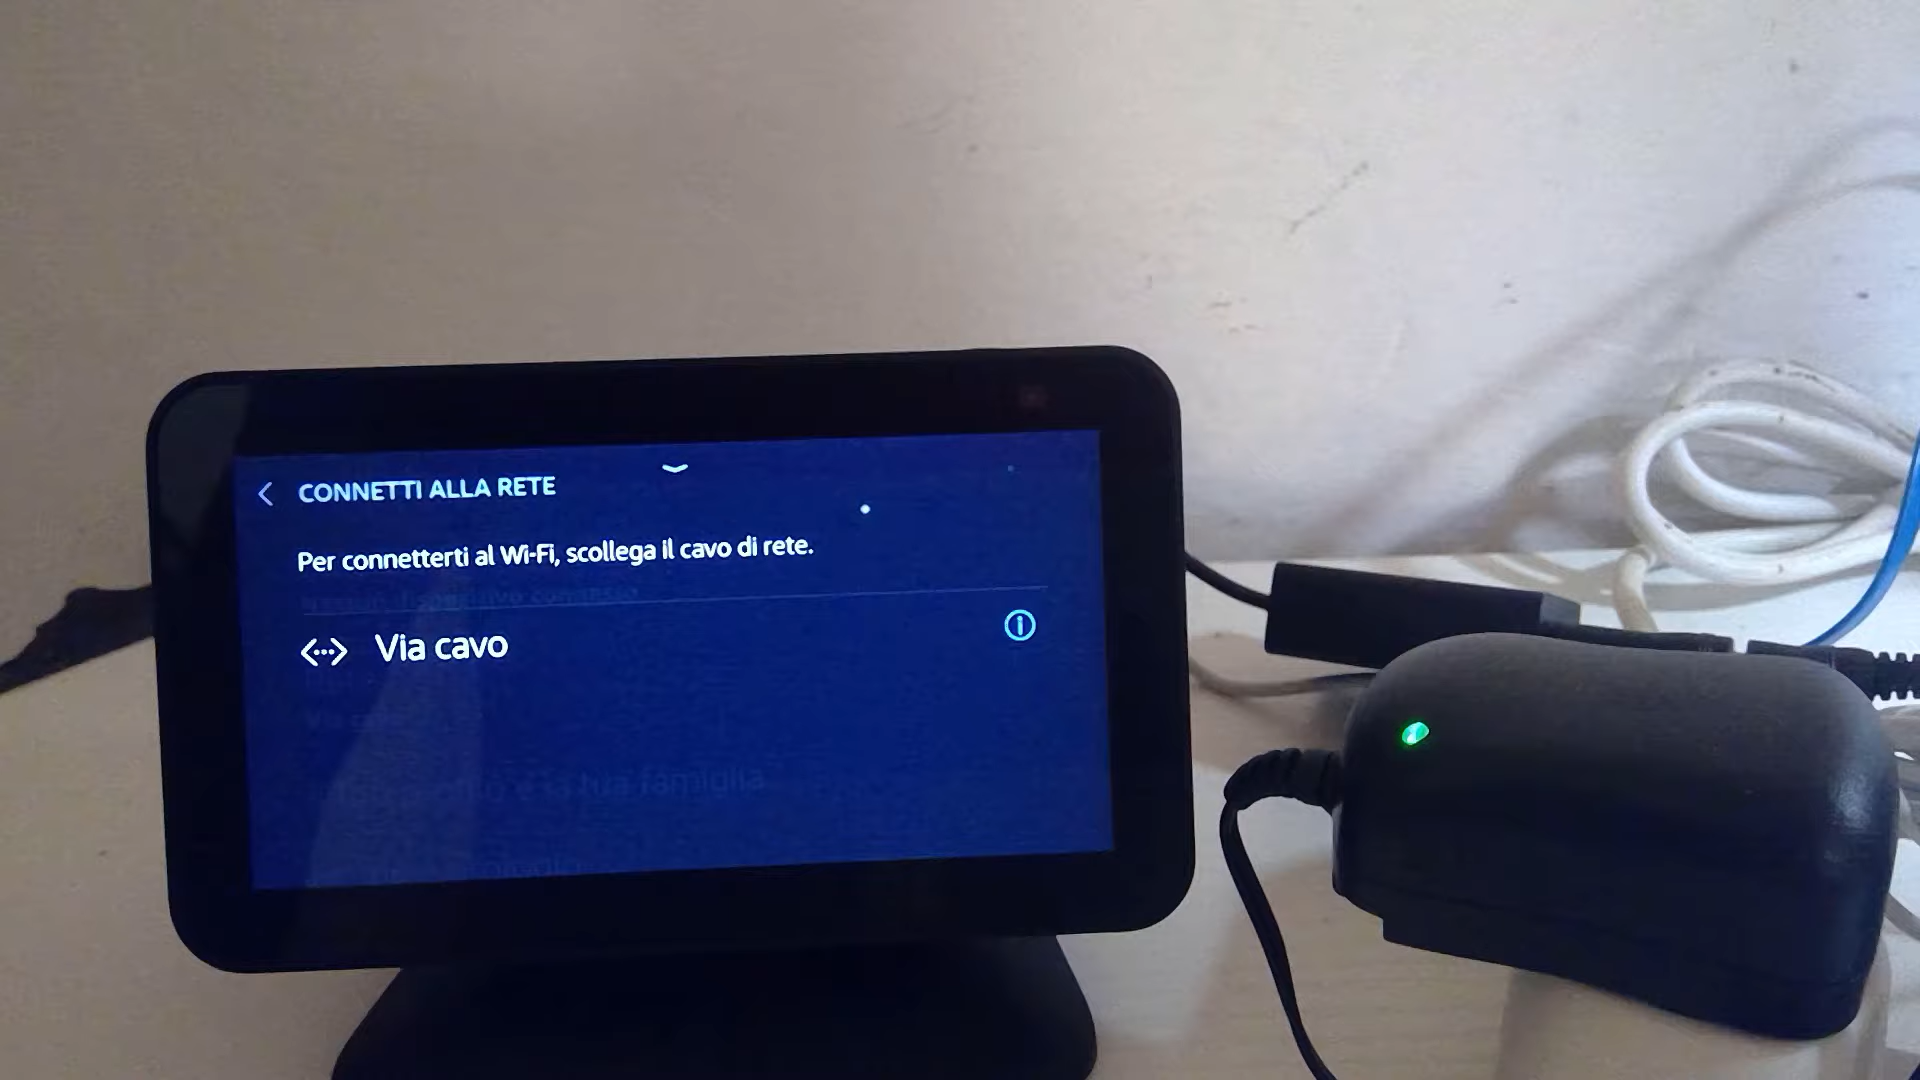 CONNETTI ALLA RETE
Per connetterti al Wi-Fi, scollega il cavo di rete.
Via cavo